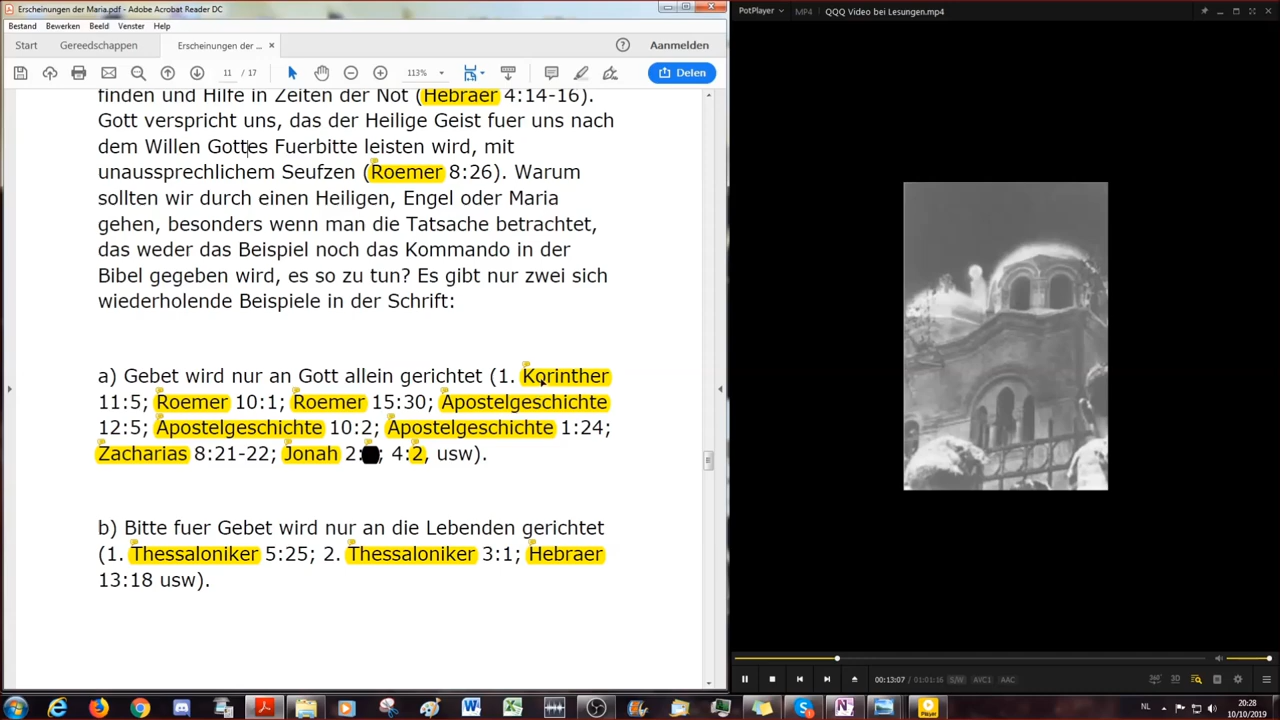 Erscheinungen der Maria.pdf - Adobe Acrobat Reader DC
Bestand Bewerken Beeld Venster Help
Start Gereedschappen Erscheinungen der ... × Aanmelden
11 / 17 113% Delen
finden und Hilfe in Zeiten der Not (Hebraer 4:14-16).
Gott verspricht uns, das der Heilige Geist fuer uns nach
dem Willen Gottes Fuerbitte leisten wird, mit
unaussprechlichem Seufzen (Roemer 8:26). Warum
sollten wir durch einen Heiligen, Engel oder Maria
gehen, besonders wenn man die Tatsache betrachtet,
das weder das Beispiel noch das Kommando in der
Bibel gegeben wird, es so zu tun? Es gibt nur zwei sich
wiederholende Beispiele in der Schrift:
a) Gebet wird nur an Gott allein gerichtet (1. Korinther
11:5; Roemer 10:1; Roemer 15:30; Apostelgeschichte
12:5; Apostelgeschichte 10:2; Apostelgeschichte 1:24;
Zacharias 8:21-22; Jonah 2: ; 4:2, usw).
b) Bitte fuer Gebet wird nur an die Lebenden gerichtet
(1. Thessaloniker 5:25; 2. Thessaloniker 3:1; Hebraer
13:18 usw).
PotPlayer MP4 QQQ Video bei Lesungen.mp4
00:13:07 / 01:01:16 S/W AVC1 AAC
3D
NL 20:28
10/10/2019